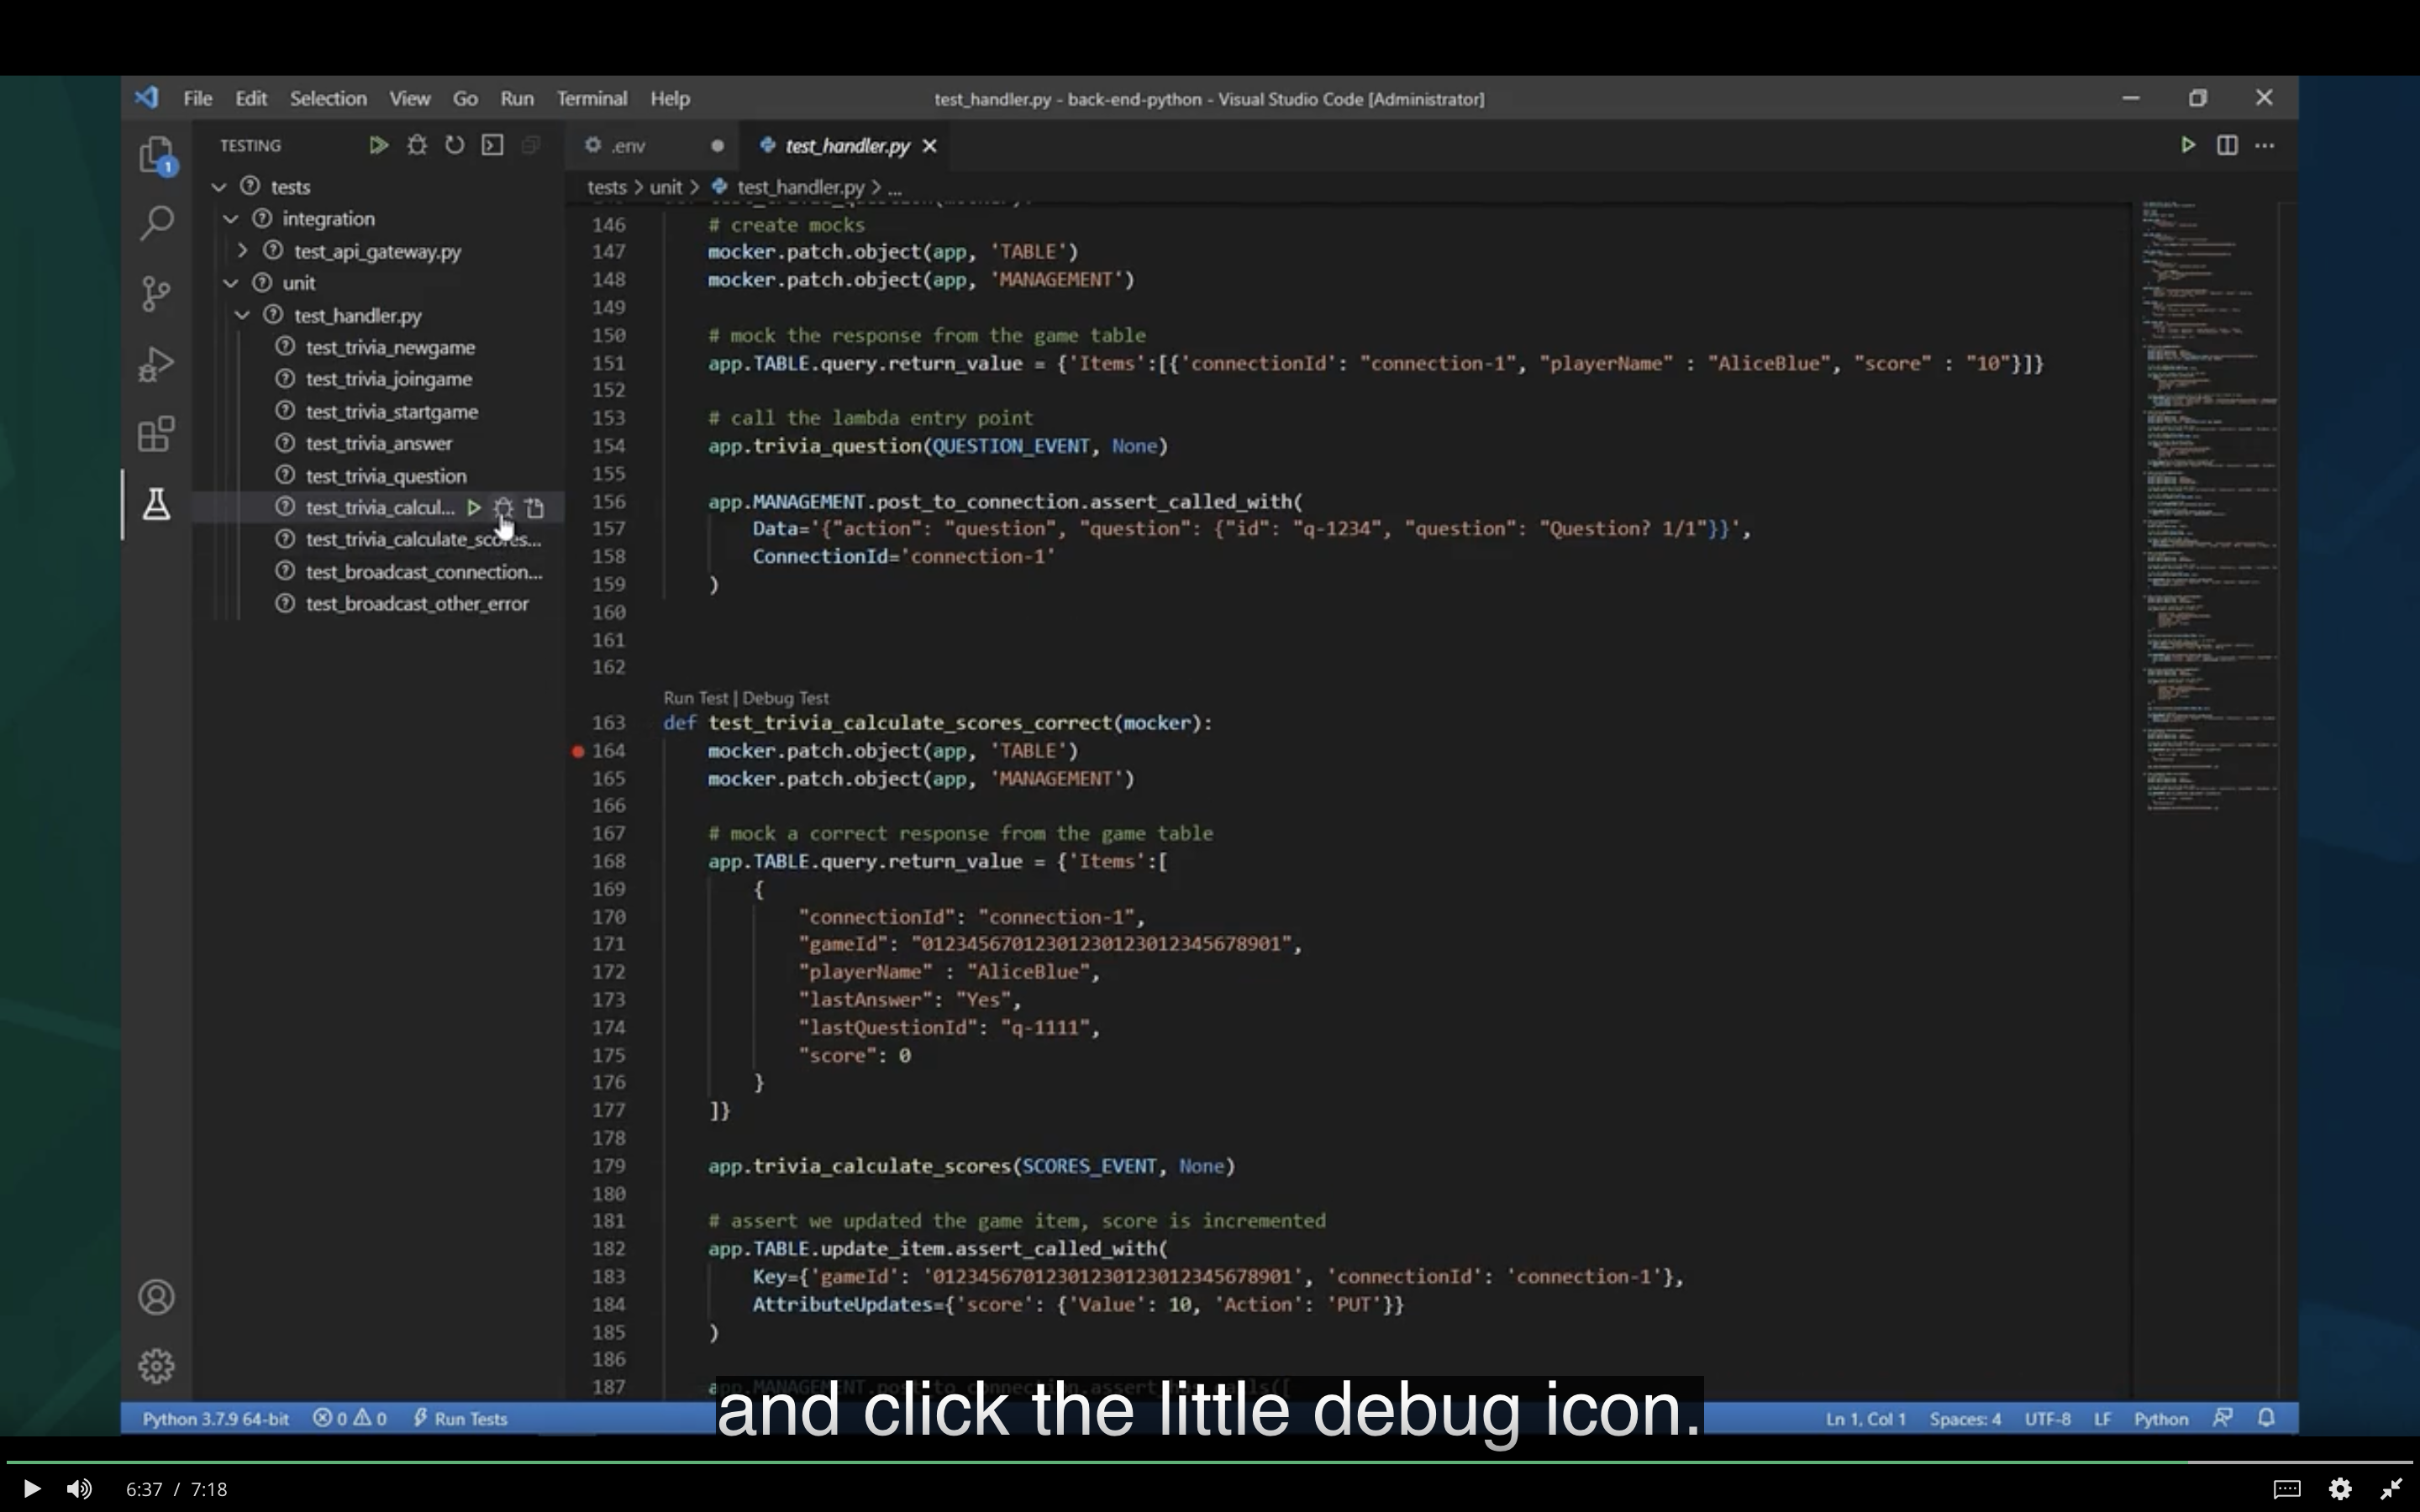 File Edit Selection View Go Run Terminal Help
test_handler.py - back-end-python - Visual Studio Code [Administrator]
1
TESTING
tests
integration
test_api_gateway.py
unit
test_handler.py
test_trivia_newgame
test_trivia_joingame
test_trivia_startgame
test_trivia_answer
test_trivia_question
test_trivia_calcul...
test_trivia_calculate_scores...
test_broadcast_connection...
test_broadcast_other_error
.env
test_handler.py
tests > unit > test_handler.py > ...
146 # create mocks
147 mocker.patch.object(app, 'TABLE')
148 mocker.patch.object(app, 'MANAGEMENT')
149
150 # mock the response from the game table
151 app.TABLE.query.return_value = {'Items':[{'connectionId': "connection-1", "playerName" : "AliceBlue", "score" : "10"}]}
152
153 # call the lambda entry point
154 app.trivia_question(QUESTION_EVENT, None)
155
156 app.MANAGEMENT.post_to_connection.assert_called_with(
157 Data='{"action": "question", "question": {"id": "q-1234", "question": "Question? 1/1"}}',
158 ConnectionId='connection-1'
159 )
160
161
162
Run Test | Debug Test
163 def test_trivia_calculate_scores_correct(mocker):
164 mocker.patch.object(app, 'TABLE')
165 mocker.patch.object(app, 'MANAGEMENT')
166
167 # mock a correct response from the game table
168 app.TABLE.query.return_value = {'Items':[
169 {
170 "connectionId": "connection-1",
171 "gameId": "01234567012301230123012345678901",
172 "playerName" : "AliceBlue",
173 "lastAnswer": "Yes",
174 "lastQuestionId": "q-1111",
175 "score": 0
176 }
177 ]}
178
179 app.trivia_calculate_scores(SCORES_EVENT, None)
180
181 # assert we updated the game item, score is incremented
182 app.TABLE.update_item.assert_called_with(
183 Key={'gameId': '01234567012301230123012345678901', 'connectionId': 'connection-1'},
184 AttributeUpdates={'score': {'Value': 10, 'Action': 'PUT'}}
185 )
186
187
and click the little debug icon.
Python 3.7.9 64-bit 0 0 Run Tests
Ln 1, Col 1 Spaces: 4 UTF-8 LF Python
6:37 / 7:18